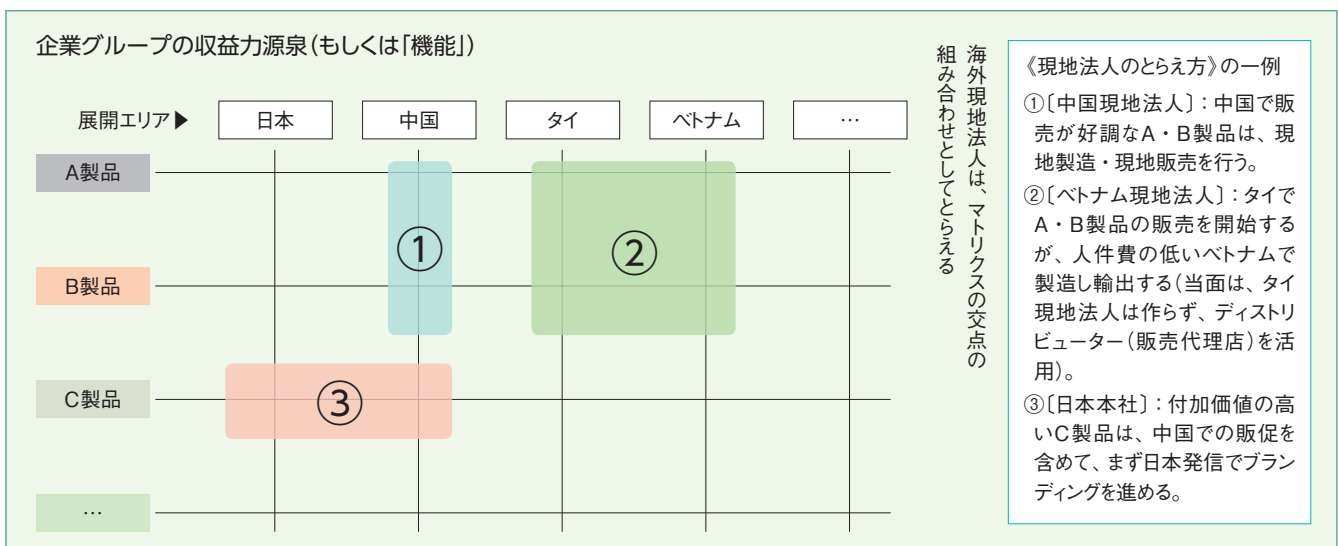 企業グループの収益力源泉(もしくは「機能」)
展開エリア▶
日本
中国
タイ
ベトナム
…
A製品
B製品
C製品
…
①
②
③
海外現地法人は、マトリクスの交点の
組み合わせとしてとらえる
《現地法人のとらえ方》の一例
①〔中国現地法人〕：中国で販
売が好調なA・B製品は、現
地製造・現地販売を行う。
②〔ベトナム現地法人〕：タイで
A・B製品の販売を開始する
が、人件費の低いベトナムで
製造し輸出する(当面は、タイ
現地法人は作らず、ディストリ
ビューター(販売代理店)を活
用)。
③〔日本本社〕：付加価値の高
いC製品は、中国での販促を
含めて、まず日本発信でブラン
ディングを進める。